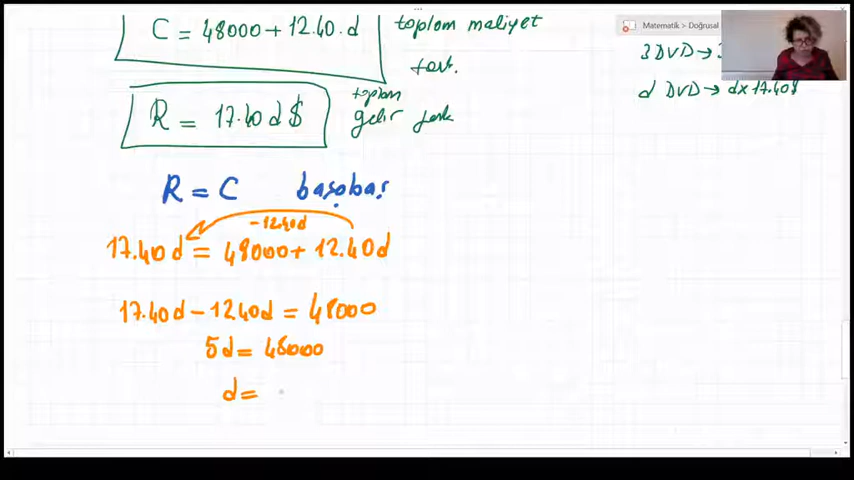 C = 48000 + 12.40.d toplam maliyet
fonk.
R = 17.40 d $ toplam
gelir fonk
R = C başabaş
-12.40d
17.40d = 48000 + 12.40d
17.40d - 12.40d = 48000
5d = 48000
d =
Matematik > Doğrusal
3 DVD →
d DVD → d x 17.40$